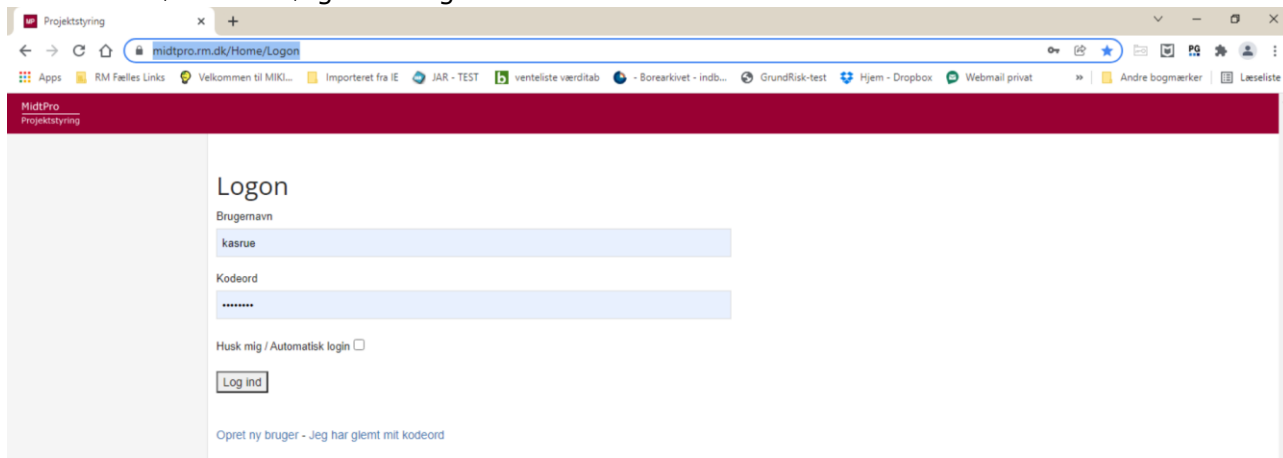 MP Projektstyring
midtpro.rm.dk/Home/Logon
Apps RM Fælles Links Velkommen til MIKI... Importeret fra IE JAR - TEST venteliste værditab - Borearkivet - indb... GrundRisk-test Hjem - Dropbox Webmail privat » Andre bogmærker Læseliste
MidtPro
Projektstyring
Logon
Brugernavn
kasrue
Kodeord
••••••••
Husk mig / Automatisk login
Log ind
Opret ny bruger - Jeg har glemt mit kodeord